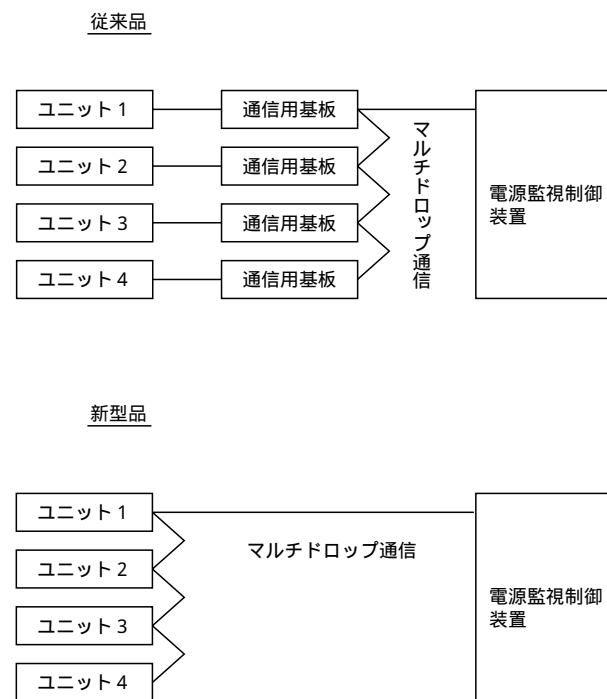 従来品
ユニット 1
通信用基板
ユニット 2
通信用基板
ユニット 3
通信用基板
ユニット 4
通信用基板
マルチドロップ通信
電源監視制御
装置
新型品
ユニット 1
マルチドロップ通信
ユニット 2
ユニット 3
ユニット 4
電源監視制御
装置